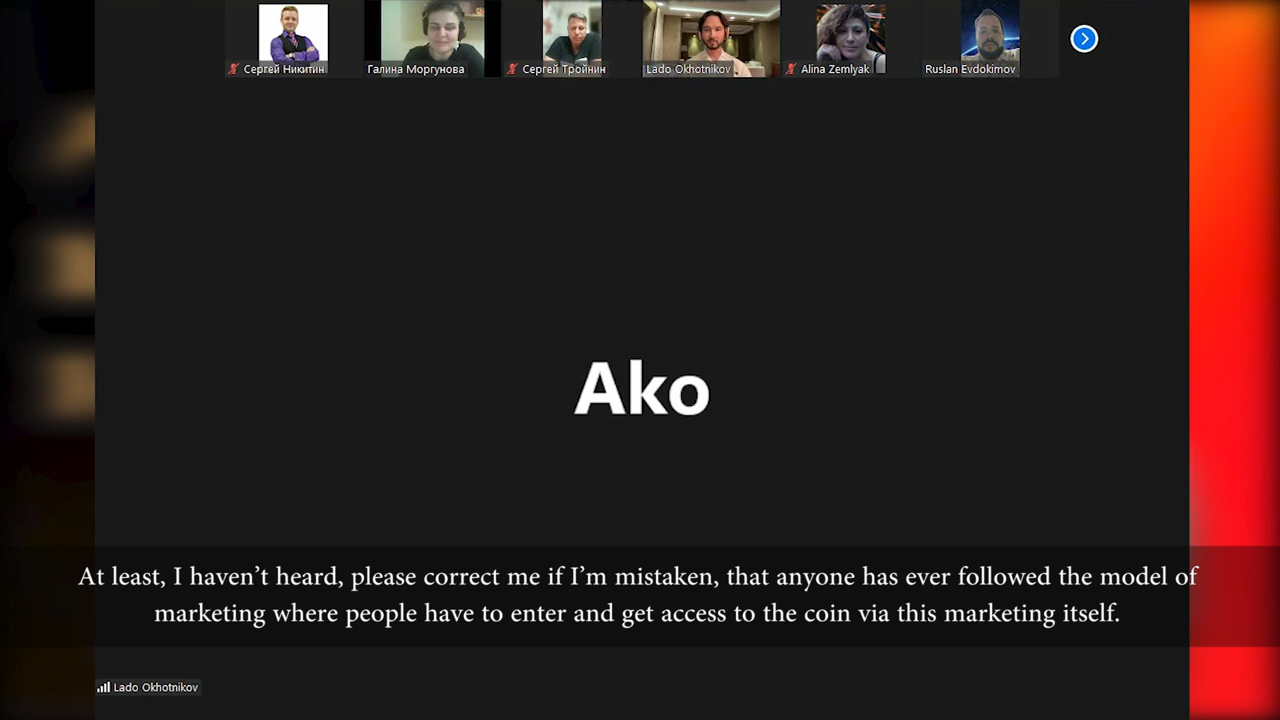 Сергей Никитин
Галина Моргунова
Сергей Тройнин
Lado Okhotnikov
Alina Zemlyak
Ruslan Evdokimov
Ako
At least, I haven’t heard, please correct me if I’m mistaken, that anyone has ever followed the model of
marketing where people have to enter and get access to the coin via this marketing itself.
Lado Okhotnikov